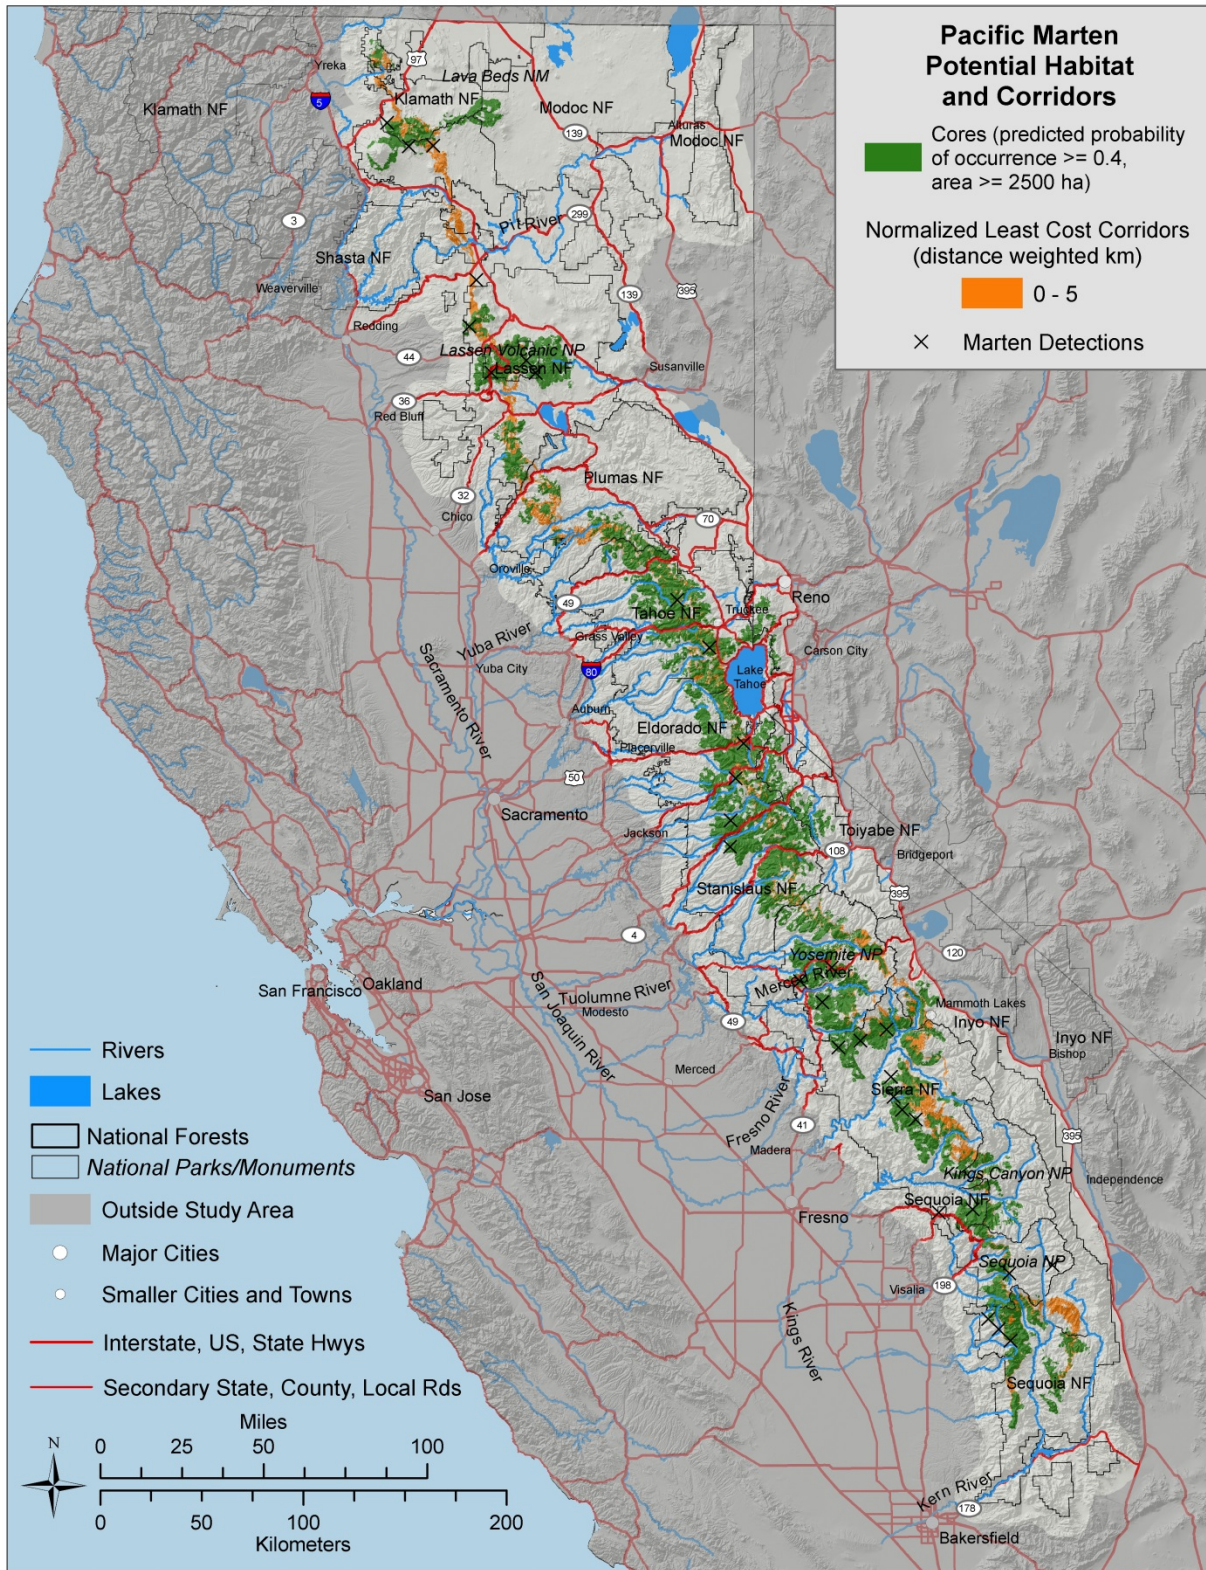 Pacific Marten
Potential Habitat
and Corridors
Cores (predicted probability
of occurrence >= 0.4,
area >= 2500 ha)
Normalized Least Cost Corridors
(distance weighted km)
0 - 5
Marten Detections
Yreka
97
Lava Beds NM
Klamath NF
Klamath NF
5
Modoc NF
139
Alturas
Modoc NF
3
Pit River
299
Shasta NF
Weaverville
139
395
Redding
44
Lassen Volcanic NP
Lassen NF
Susanville
36
Red Bluff
Plumas NF
32
Chico
70
Oroville
Reno
49
Tahoe NF
Truckee
Yuba River
Grass Valley
Carson City
Yuba City
80
Lake
Tahoe
Sacramento River
Auburn
Eldorado NF
Placerville
50
Sacramento
Jackson
Toiyabe NF
108
Bridgeport
Stanislaus NF
395
4
Yosemite NP
120
Merced River
San Francisco
Oakland
San Joaquin River
Tuolumne River
Modesto
Mammoth Lakes
49
Inyo NF
Inyo NF
Bishop
Merced
San Jose
Sierra NF
Fresno River
41
395
Madera
Kings Canyon NP
Independence
Sequoia NF
Fresno
Sequoia NP
Visalia
198
Kings River
Sequoia NF
Kern River
178
Bakersfield
Rivers
Lakes
National Forests
National Parks/Monuments
Outside Study Area
Major Cities
Smaller Cities and Towns
Interstate, US, State Hwys
Secondary State, County, Local Rds
Miles
N
0 25 50 100
0 50 100 200
Kilometers